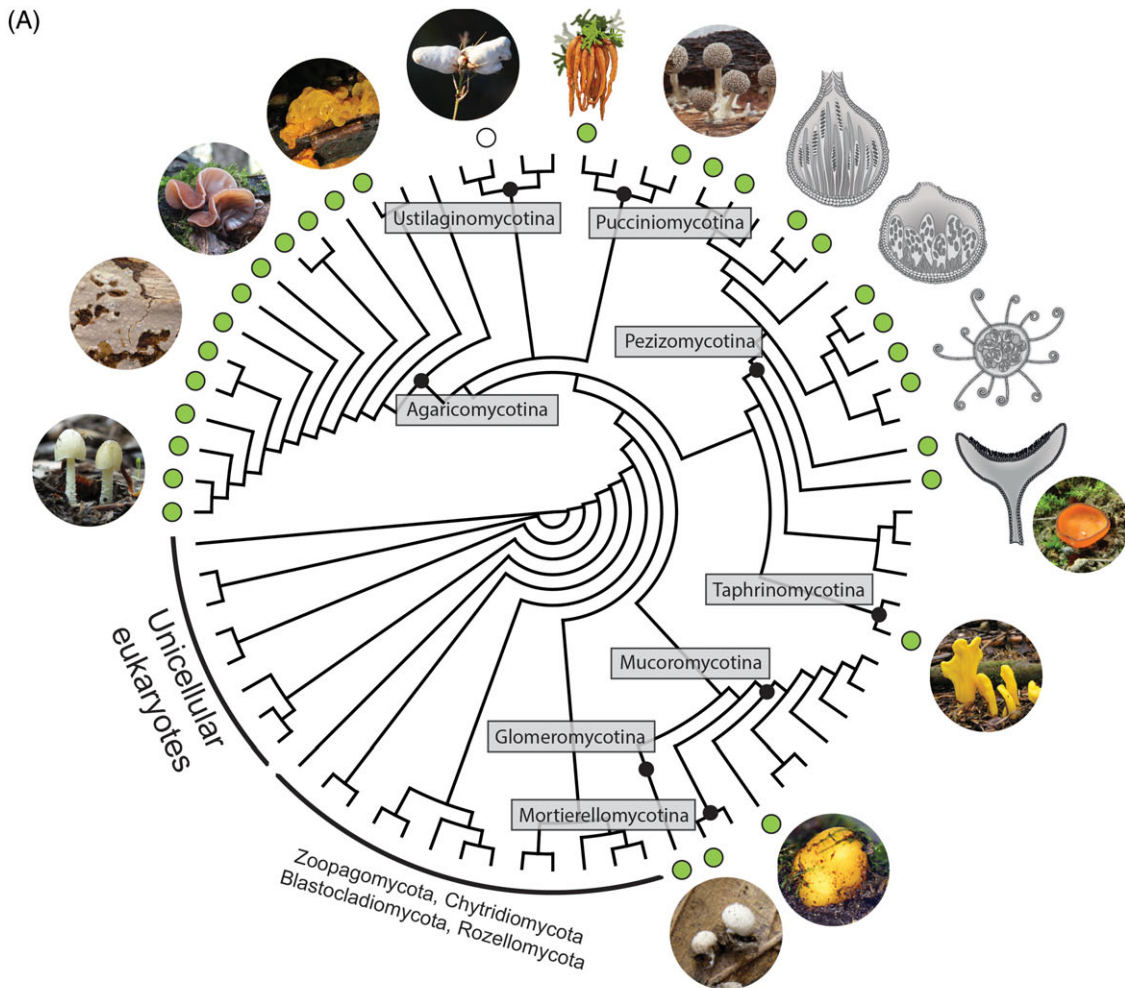 (A)
Ustilaginomycotina
Pucciniomycotina
Pezizomycotina
Agaricomycotina
Taphrinomycotina
Mucoromycotina
Glomeromycotina
Mortierellomycotina
Unicellular
eukaryotes
Zoopagomycota, Chytridiomycota
Blastocladiomycota, Rozellomycota